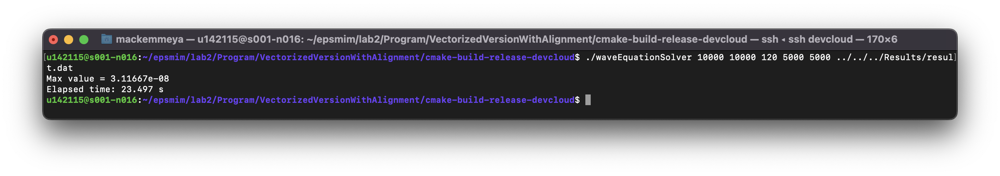 mackemmeya — u142115@s001-n016: ~/epsmim/lab2/Program/VectorizedVersionWithAlignment/cmake-build-release-devcloud — ssh ◂ ssh devcloud — 170×6
[u142115@s001-n016:~/epsmim/lab2/Program/VectorizedVersionWithAlignment/cmake-build-release-devcloud$ ./waveEquationSolver 10000 10000 120 5000 5000 ../../../Results/resul]
t.dat
Max value = 3.11667e-08
Elapsed time: 23.497 s
u142115@s001-n016:~/epsmim/lab2/Program/VectorizedVersionWithAlignment/cmake-build-release-devcloud$